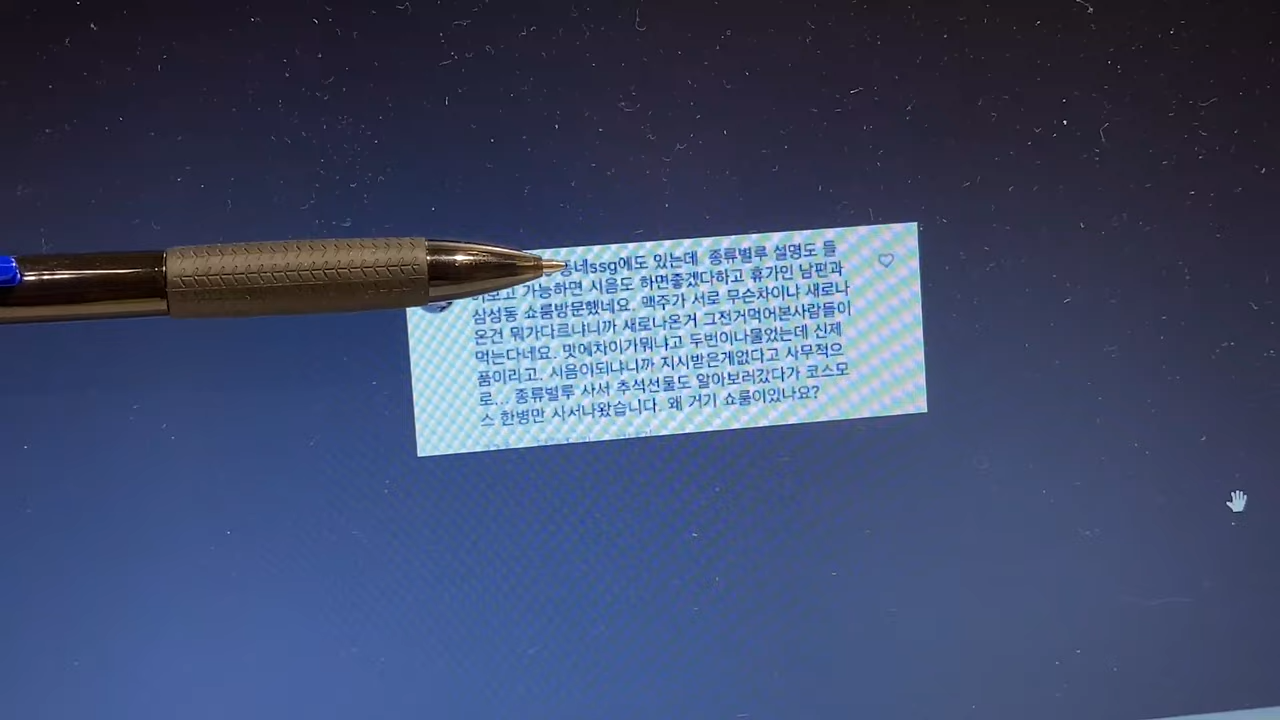 동네ssg에도 있는데 종류별루 설명도 들
어보고 가능하면 시음도 하면좋겠다하고 휴가인 남편과
삼성동 쇼룸방문했네요. 맥주가 서로 무슨차이냐 새로나
온건 뭐가다르냐니까 새로나온거 그전거먹어본사람들이
먹는다네요. 맛에차이가뭐냐고 두번이나물었는데 신제
품이리고. 시음이되냐니까 지시받은게없다고 사무적으
로... 종류별루 사서 추석선물도 알아보러갔다가 코스모
스 한병만 사서나왔습니다. 왜 거기 쇼룸이있나요?